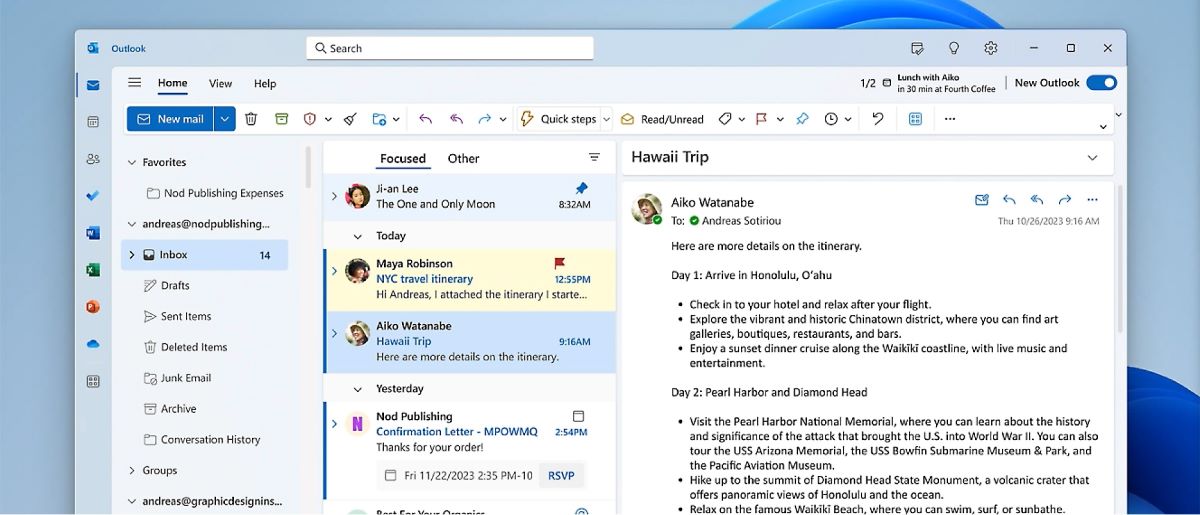 Outlook
Search
Home View Help
1/2 Lunch with Aiko
in 30 min at Fourth Coffee
New Outlook
New mail
Quick steps
Read/Unread
Favorites
Nod Publishing Expenses
andreas@nodpublishing...
Inbox 14
Drafts
Sent Items
Deleted Items
Junk Email
Archive
Conversation History
Groups
andreas@graphicdesignins...
Focused Other
Ji-an Lee
The One and Only Moon 8:32AM
Today
Maya Robinson
NYC travel itinerary 12:55PM
Hi Andreas, I attached the itinerary I starte...
Aiko Watanabe
Hawaii Trip 9:16AM
Here are more details on the itinerary.
Yesterday
N
Nod Publishing
Confirmation Letter - MPOWMQ 2:54PM
Thanks for your order!
Fri 11/22/2023 2:35 PM-10 RSVP
Best For Your Organics
Hawaii Trip
Aiko Watanabe
To: Andreas Sotiriou
Thu 10/26/2023 9:16 AM
Here are more details on the itinerary.
Day 1: Arrive in Honolulu, O‘ahu
• Check in to your hotel and relax after your flight.
• Explore the vibrant and historic Chinatown district, where you can find art
galleries, boutiques, restaurants, and bars.
• Enjoy a sunset dinner cruise along the Waikīkī coastline, with live music and
entertainment.
Day 2: Pearl Harbor and Diamond Head
• Visit the Pearl Harbor National Memorial, where you can learn about the history
and significance of the attack that brought the U.S. into World War II. You can also
tour the USS Arizona Memorial, the USS Bowfin Submarine Museum & Park, and
the Pacific Aviation Museum.
• Hike up to the summit of Diamond Head State Monument, a volcanic crater that
offers panoramic views of Honolulu and the ocean.
• Relax on the famous Waikīkī Beach, where you can swim, surf, or sunbathe.